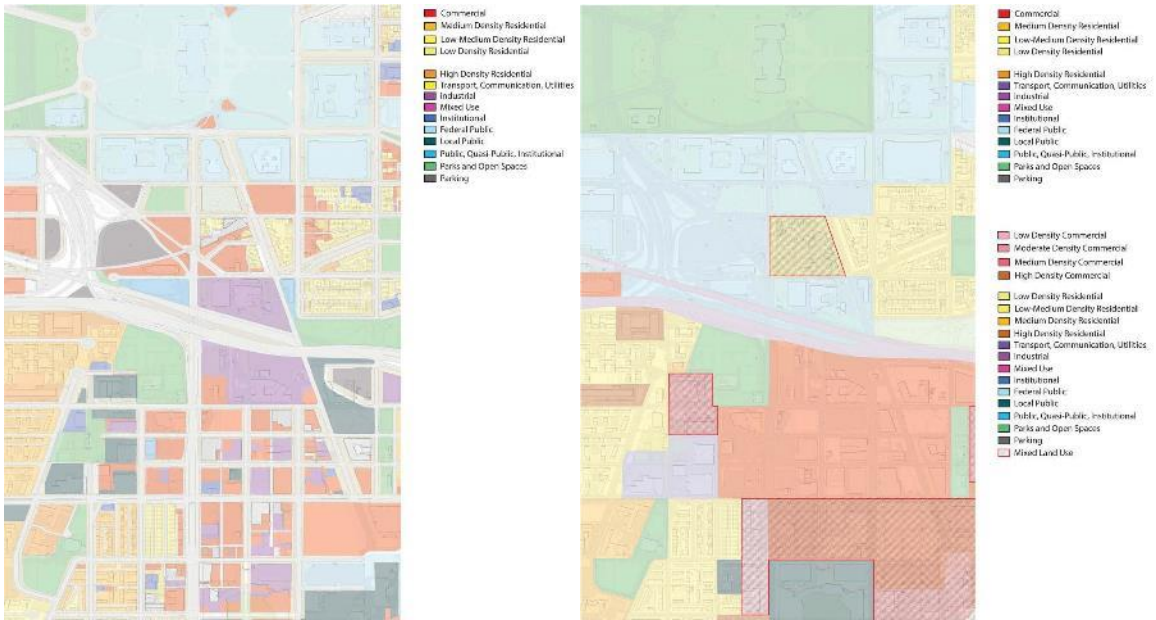 Commercial
Medium Density Residential
Low-Medium Density Residential
Low Density Residential
High Density Residential
Transport, Communication, Utilities
Industrial
Mixed Use
Institutional
Federal Public
Local Public
Public, Quasi-Public, Institutional
Parks and Open Spaces
Parking
Commercial
Medium Density Residential
Low-Medium Density Residential
Low Density Residential
High Density Residential
Transport, Communication, Utilities
Industrial
Mixed Use
Institutional
Federal Public
Local Public
Public, Quasi-Public, Institutional
Parks and Open Spaces
Parking
Low Density Commercial
Moderate Density Commercial
Medium Density Commercial
High Density Commercial
Low Density Residential
Low-Medium Density Residential
Medium Density Residential
High Density Residential
Transport, Communication, Utilities
Industrial
Mixed Use
Institutional
Federal Public
Local Public
Public, Quasi-Public, Institutional
Parks and Open Spaces
Parking
Mixed Land Use